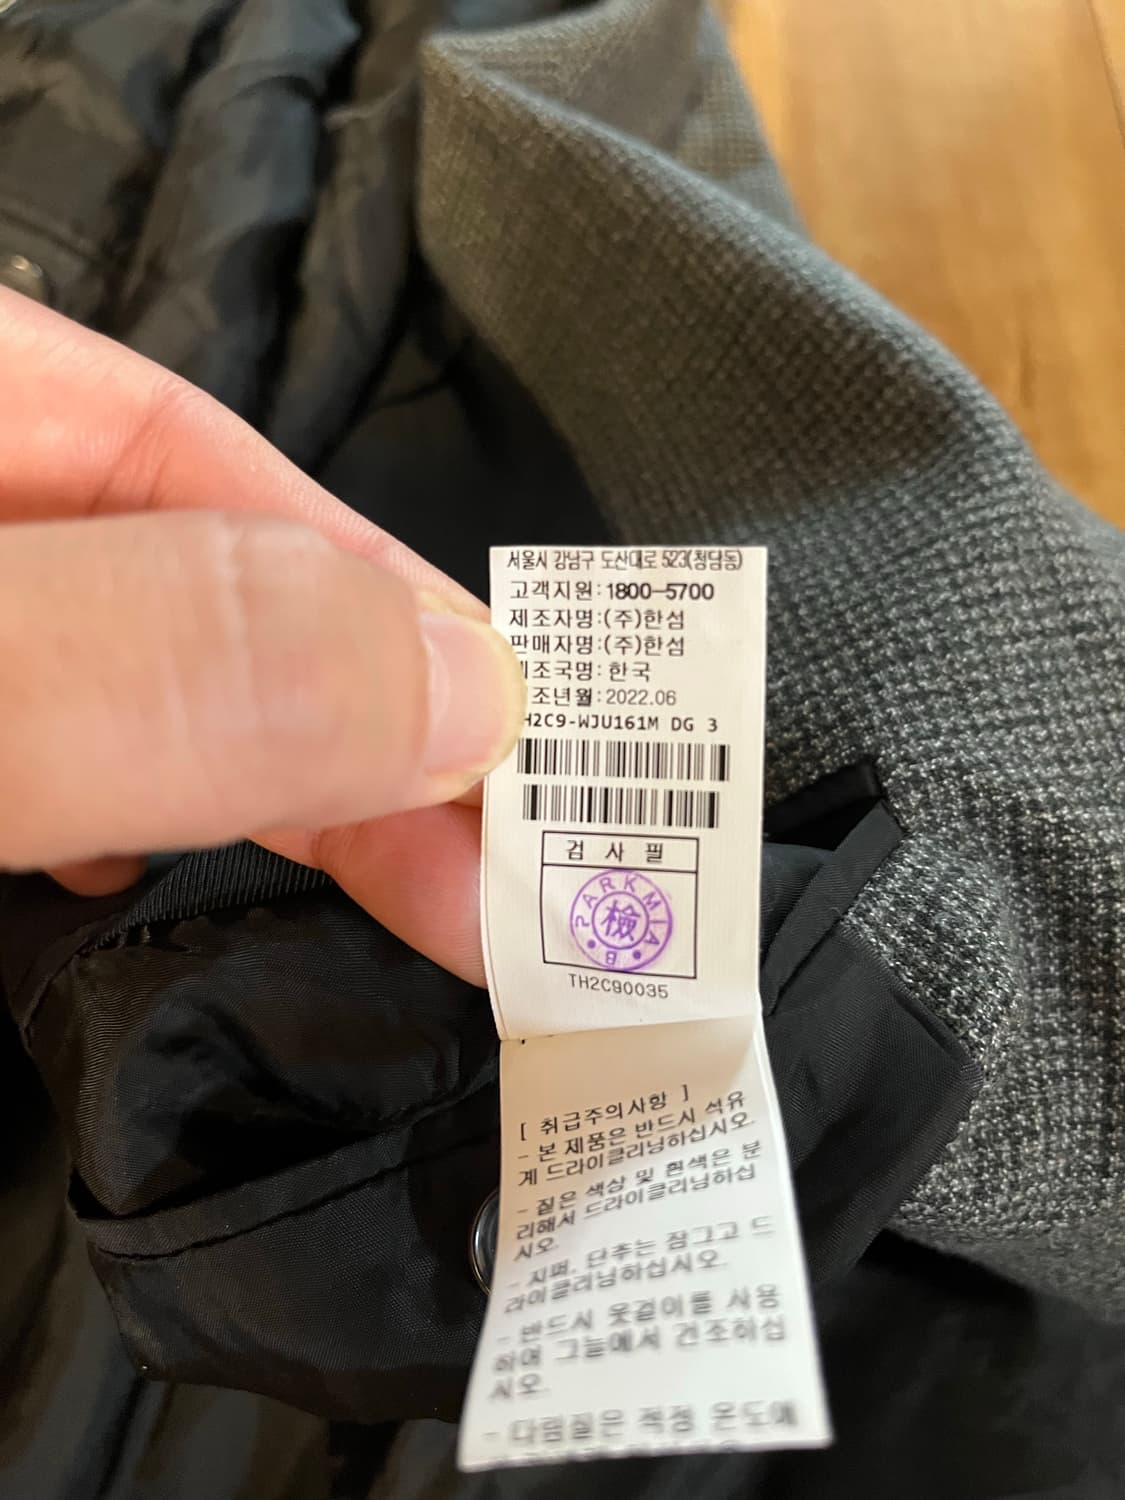 서울시 강남구 도산대로 523(청담동)
고객지원:1800-5700
제조자명:(주)한섬
판매자명:(주)한섬
조국명:한국
조년월:2022.06
H2C9-WJU161M DG 3
검 사 필
PARKMIA
檢
B
TH2C90035
[ 취급주의사항 ]
- 본 제품은 반드시 석유
계 드라이클리닝하십시오.
- 짙은 색상 및 흰색은 분
리해서 드라이클리닝하십
시오.
- 지퍼, 단추는 잠그고 드
라이클리닝하십시오.
- 반드시 옷걸이를 사용
하여 그늘에서 건조하십
시오.
- 다림질은 적정 온도에